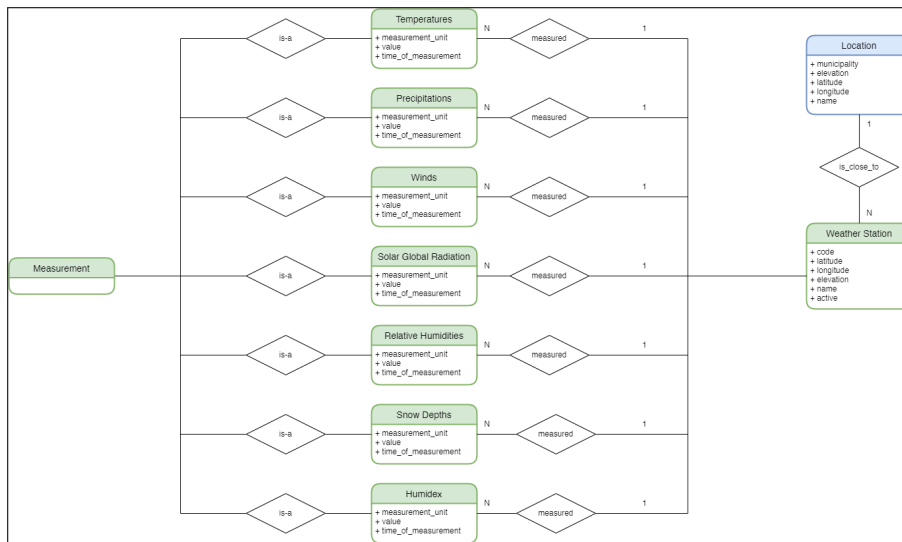 Temperatures
+ measurement_unit
+ value
+ time_of_measurement
is-a
N
measured
1
Precipitations
+ measurement_unit
+ value
+ time_of_measurement
is-a
N
measured
1
Winds
+ measurement_unit
+ value
+ time_of_measurement
is-a
N
measured
1
Solar Global Radiation
+ measurement_unit
+ value
+ time_of_measurement
is-a
N
measured
1
Relative Humidities
+ measurement_unit
+ value
+ time_of_measurement
is-a
N
measured
1
Snow Depths
+ measurement_unit
+ value
+ time_of_measurement
is-a
N
measured
1
Humidex
+ measurement_unit
+ value
+ time_of_measurement
is-a
N
measured
1
Measurement
Location
+ municipality
+ elevation
+ latitude
+ longitude
+ name
1
is_close_to
N
Weather Station
+ code
+ latitude
+ longitude
+ elevation
+ name
+ active